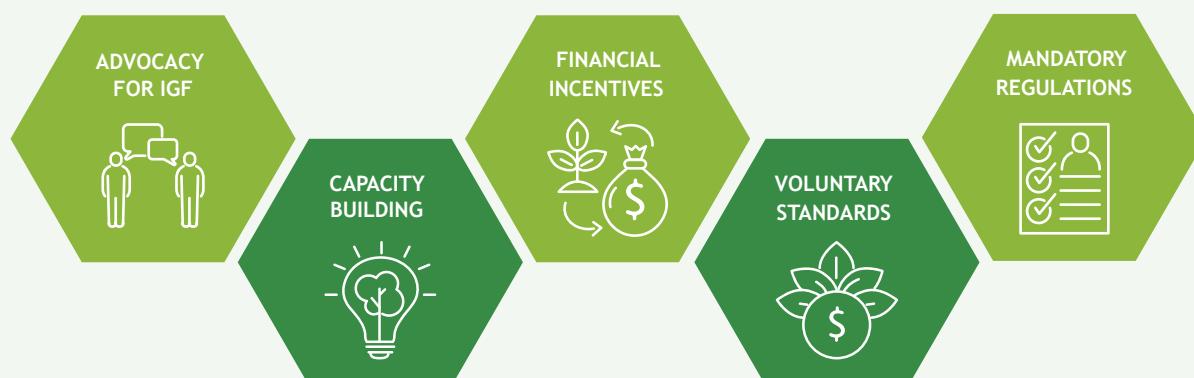 ADVOCACY
FOR IGF
CAPACITY
BUILDING
FINANCIAL
INCENTIVES
$
VOLUNTARY
STANDARDS
$
MANDATORY
REGULATIONS